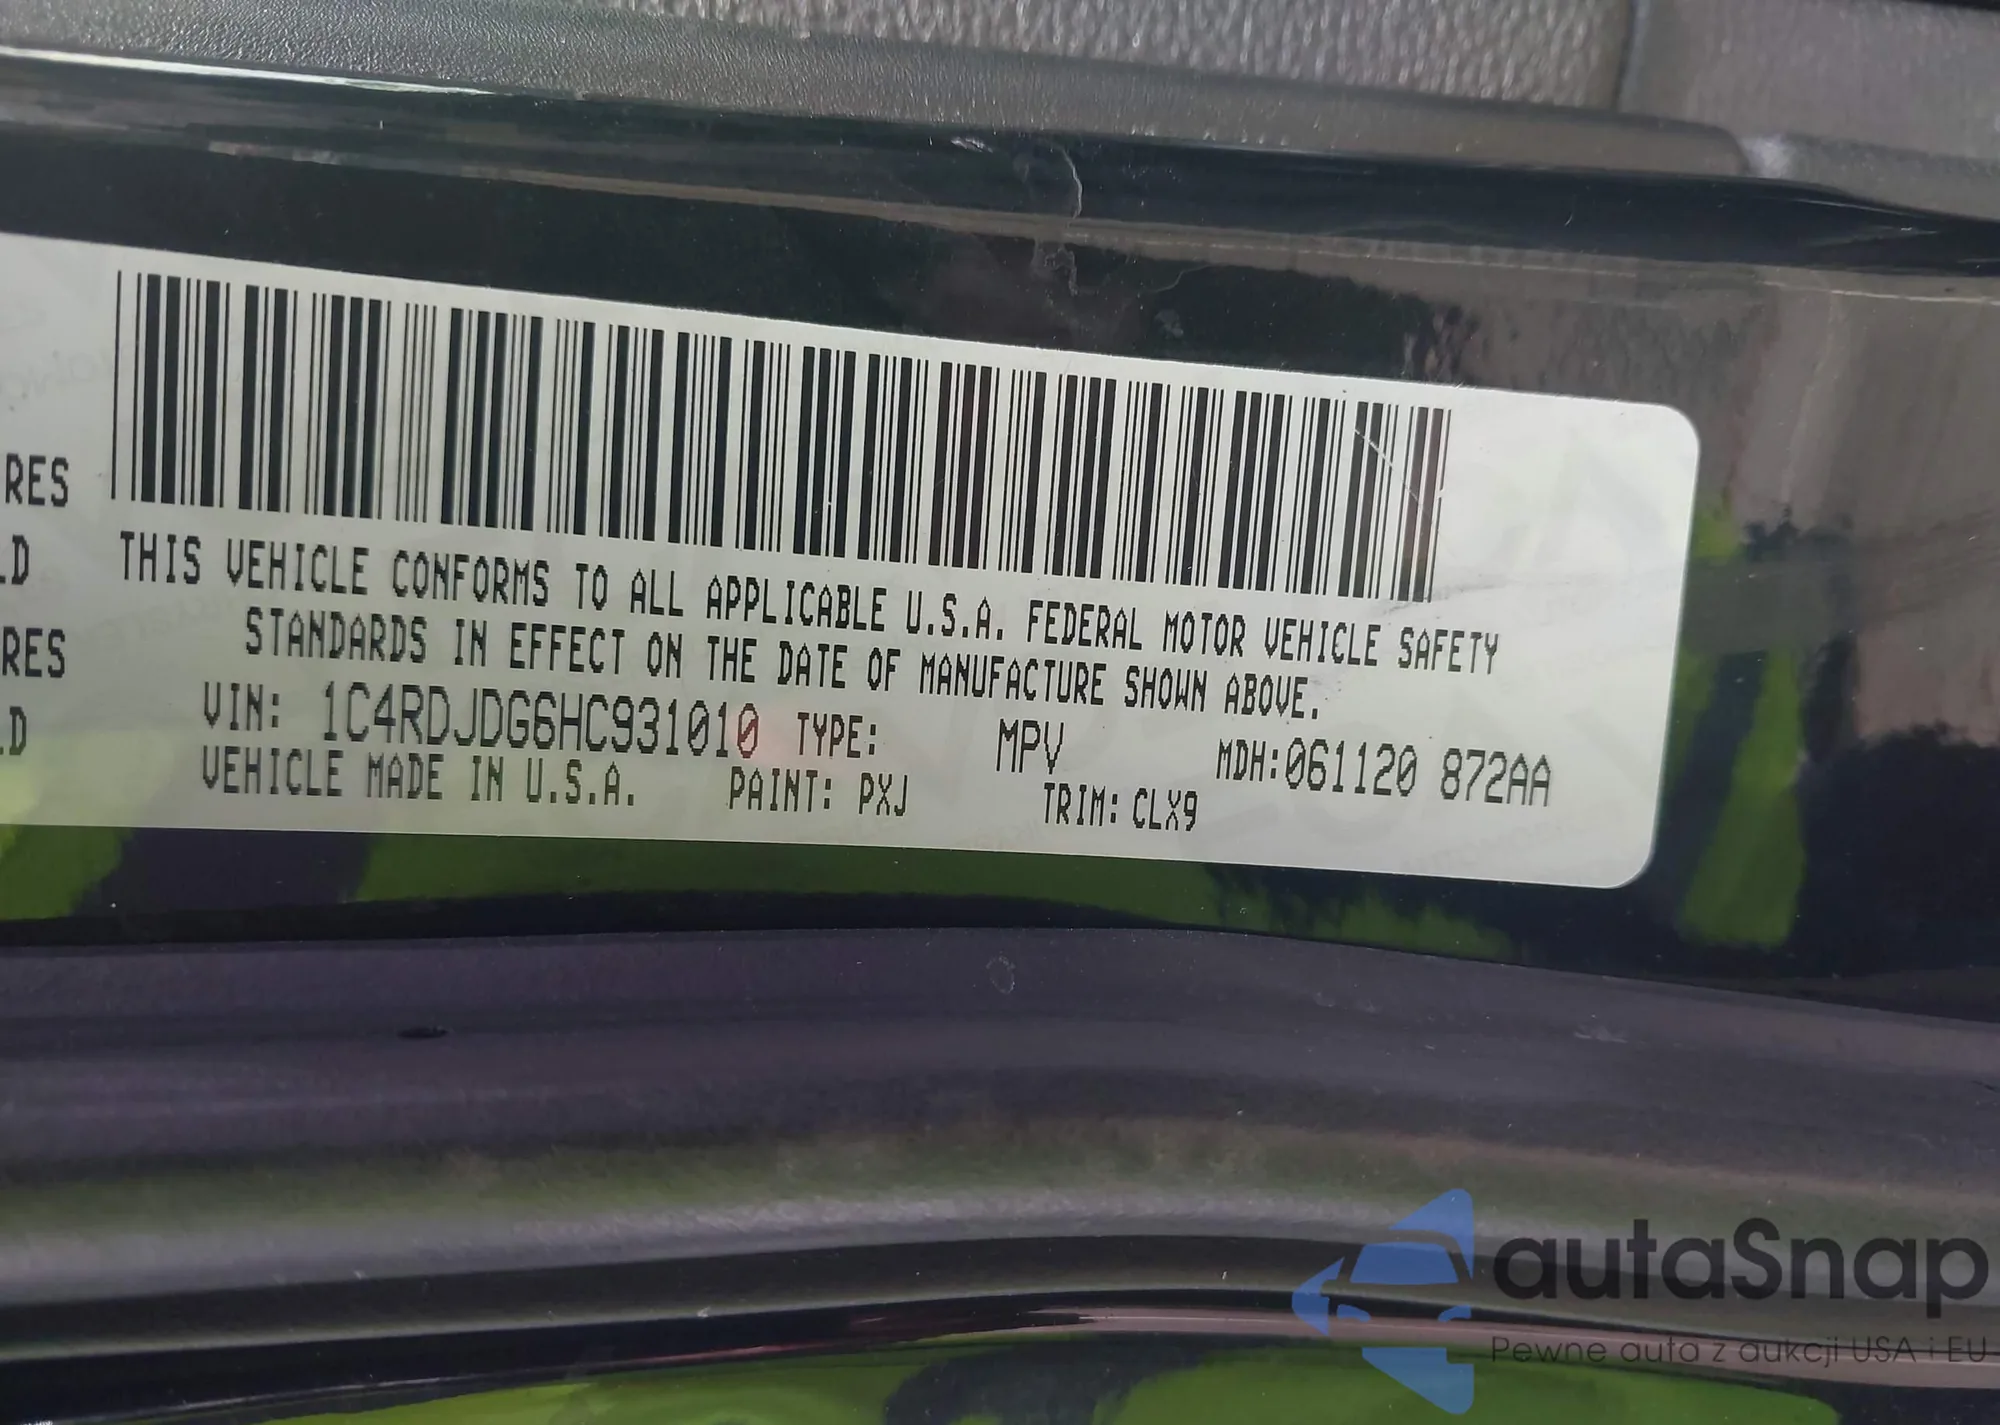 RES
LD
RES
LD
THIS VEHICLE CONFORMS TO ALL APPLICABLE U.S.A. FEDERAL MOTOR VEHICLE SAFETY
STANDARDS IN EFFECT ON THE DATE OF MANUFACTURE SHOWN ABOVE.
VIN: 1C4RDJDG6HC931010 TYPE: MPV MDH:061120 872AA
VEHICLE MADE IN U.S.A. PAINT: PXJ TRIM: CLX9
autaSnap
Pewne auta z aukcji USA i EU